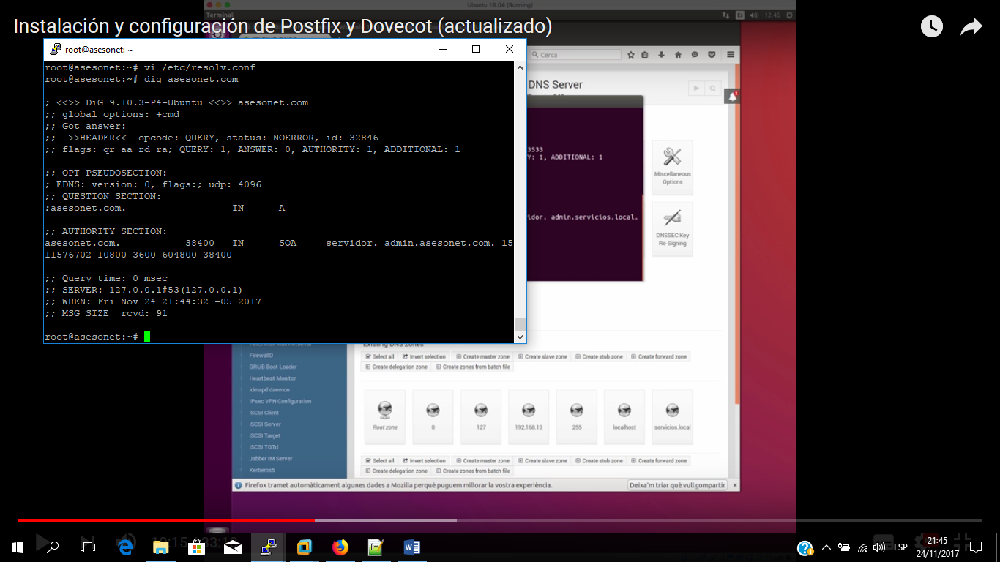 Ubuntu 16.04 [Running]
Terminal
Es
12.45
Instalación y configuración de Postfix y Dovecot (actualizado)
root@asesonet: ~
root@asesonet:~# vi /etc/resolv.conf
root@asesonet:~# dig asesonet.com
; <<>> DiG 9.10.3-P4-Ubuntu <<>> asesonet.com
;; global options: +cmd
;; Got answer:
;; ->>HEADER<<- opcode: QUERY, status: NOERROR, id: 32846
;; flags: qr aa rd ra; QUERY: 1, ANSWER: 0, AUTHORITY: 1, ADDITIONAL: 1
;; OPT PSEUDOSECTION:
; EDNS: version: 0, flags:; udp: 4096
;; QUESTION SECTION:
;asesonet.com. IN A
;; AUTHORITY SECTION:
asesonet.com. 38400 IN SOA servidor. admin.asesonet.com. 15
11576702 10800 3600 604800 38400
;; Query time: 0 msec
;; SERVER: 127.0.0.1#53(127.0.0.1)
;; WHEN: Fri Nov 24 21:44:32 -05 2017
;; MSG SIZE rcvd: 91
root@asesonet:~#
Cerca
DNS Server
3533
Y: 1, ADDITIONAL: 1
idor. admin.servicios.local.
Miscellaneous
Options
DNSSEC Key
Re-Signing
Existing DNS Zones
Select all Invert selection Create master zone Create slave zone Create stub zone Create forward zone
Create delegation zone Create zones from batch file
Root zone 0 127 192.168.13 255 localhost servicios.local
Select all Invert selection Create master zone Create slave zone Create stub zone Create forward zone
Create delegation zone Create zones from batch file
Fetchmail Mail Retrieval
FirewallD
GRUB Boot Loader
Heartbeat Monitor
idmapd daemon
IPsec VPN Configuration
iSCSI Client
iSCSI Server
iSCSI Target
iSCSI TGTd
Jabber IM Server
Kerberos5
Firefox tramet automàticament algunes dades a Mozilla perquè puguem millorar la vostra experiència.
Deixa'm triar què vull compartir
ESP
21:45
24/11/2017